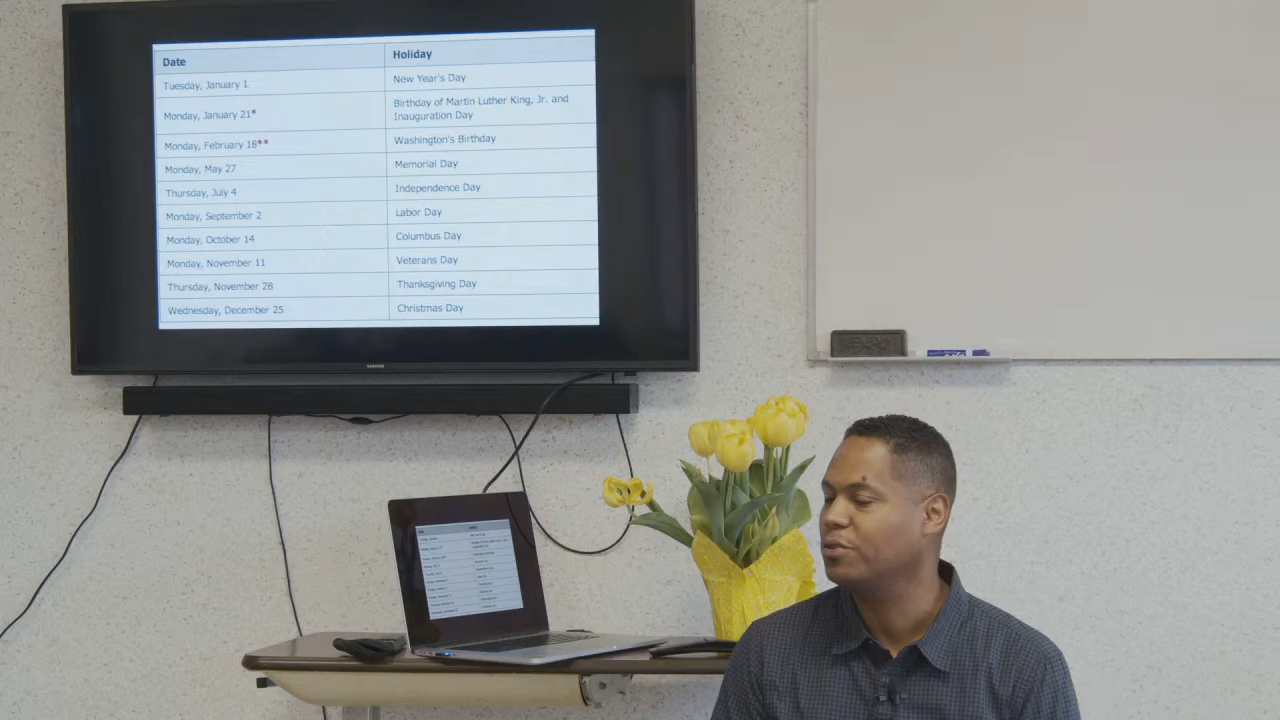 Date Holiday
Tuesday, January 1 New Year's Day
Monday, January 21* Birthday of Martin Luther King, Jr. and
Inauguration Day
Monday, February 18** Washington's Birthday
Monday, May 27 Memorial Day
Thursday, July 4 Independence Day
Monday, September 2 Labor Day
Monday, October 14 Columbus Day
Monday, November 11 Veterans Day
Thursday, November 28 Thanksgiving Day
Wednesday, December 25 Christmas Day
SAMSUNG